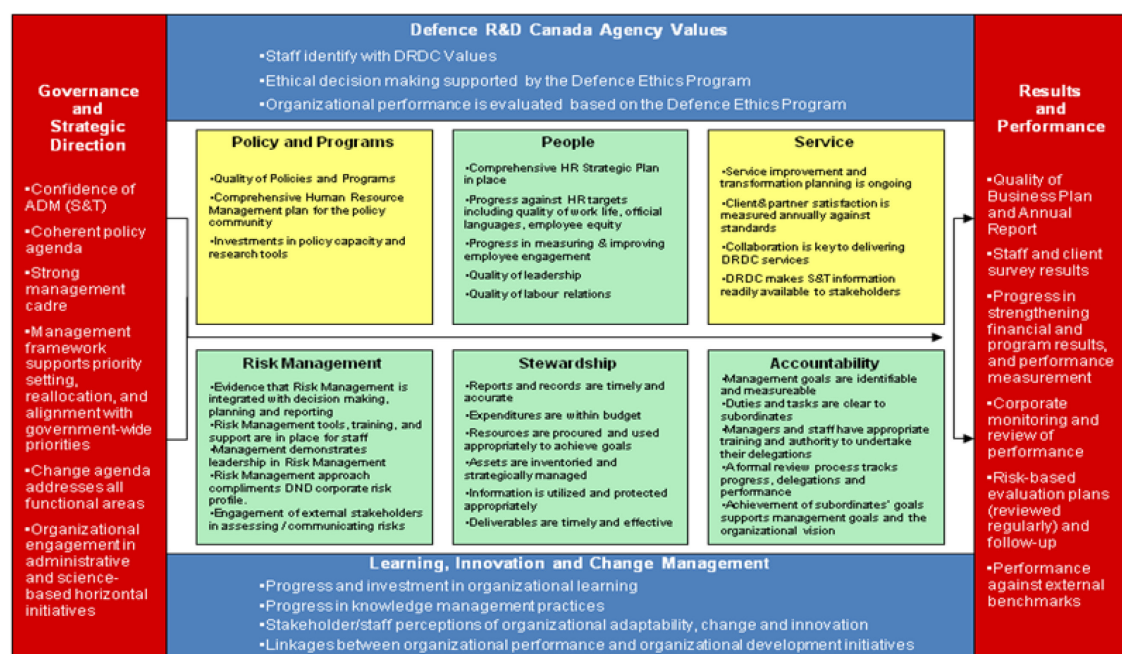 Defence R&D Canada Agency Values
▪Staff identify with DRDC Values
▪Ethical decision making supported by the Defence Ethics Program
▪Organizational performance is evaluated based on the Defence Ethics Program
Governance
and
Strategic
Direction
▪Confidence of
ADM (S&T)
▪Coherent policy
agenda
▪Strong
management
cadre
▪Management
framework
supports priority
setting,
reallocation, and
alignment with
government-wide
priorities
▪Change agenda
addresses all
functional areas
▪Organizational
engagement in
administrative
and science-
based horizontal
initiatives
Policy and Programs
▪Quality of Policies and Programs
▪Comprehensive Human Resource
Management plan for the policy
community
▪Investments in policy capacity and
research tools
People
▪Comprehensive HR Strategic Plan
in place
▪Progress against HR targets
including quality of work life, official
languages, employee equity
▪Progress in measuring & improving
employee engagement
▪Quality of leadership
▪Quality of labour relations
Service
▪Service improvement and
transformation planning is ongoing
▪Client& partner satisfaction is
measured annually against
standards
▪Collaboration is key to delivering
DRDC services
▪DRDC makes S&T information
readily available to stakeholders
Risk Management
▪Evidence that Risk Management is
integrated with decision making,
planning and reporting
▪Risk Management tools, training, and
support are in place for staff
▪Management demonstrates
leadership in Risk Management
▪Risk Management approach
compliments DND corporate risk
profile.
▪Engagement of external stakeholders
in assessing / communicating risks
Stewardship
▪Reports and records are timely and
accurate
▪Expenditures are within budget
▪Resources are procured and used
appropriately to achieve goals
▪Assets are inventoried and
strategically managed
▪Information is utilized and protected
appropriately
▪Deliverables are timely and effective
Accountability
▪Management goals are identifiable
and measureable
▪Duties and tasks are clear to
subordinates
▪Managers and staff have appropriate
training and authority to undertake
their delegations
▪A formal review process tracks
progress, delegations and
performance
▪Achievement of subordinates' goals
supports management goals and the
organizational vision
Results
and
Performance
▪Quality of
Business Plan
and Annual
Report
▪Staff and client
survey results
▪Progress in
strengthening
financial and
program results,
and performance
measurement
▪Corporate
monitoring and
review of
performance
▪Risk-based
evaluation plans
(reviewed
regularly) and
follow-up
▪Performance
against external
benchmarks
Learning, Innovation and Change Management
▪Progress and investment in organizational learning
▪Progress in knowledge management practices
▪Stakeholder/staff perceptions of organizational adaptability, change and innovation
▪Linkages between organizational performance and organizational development initiatives